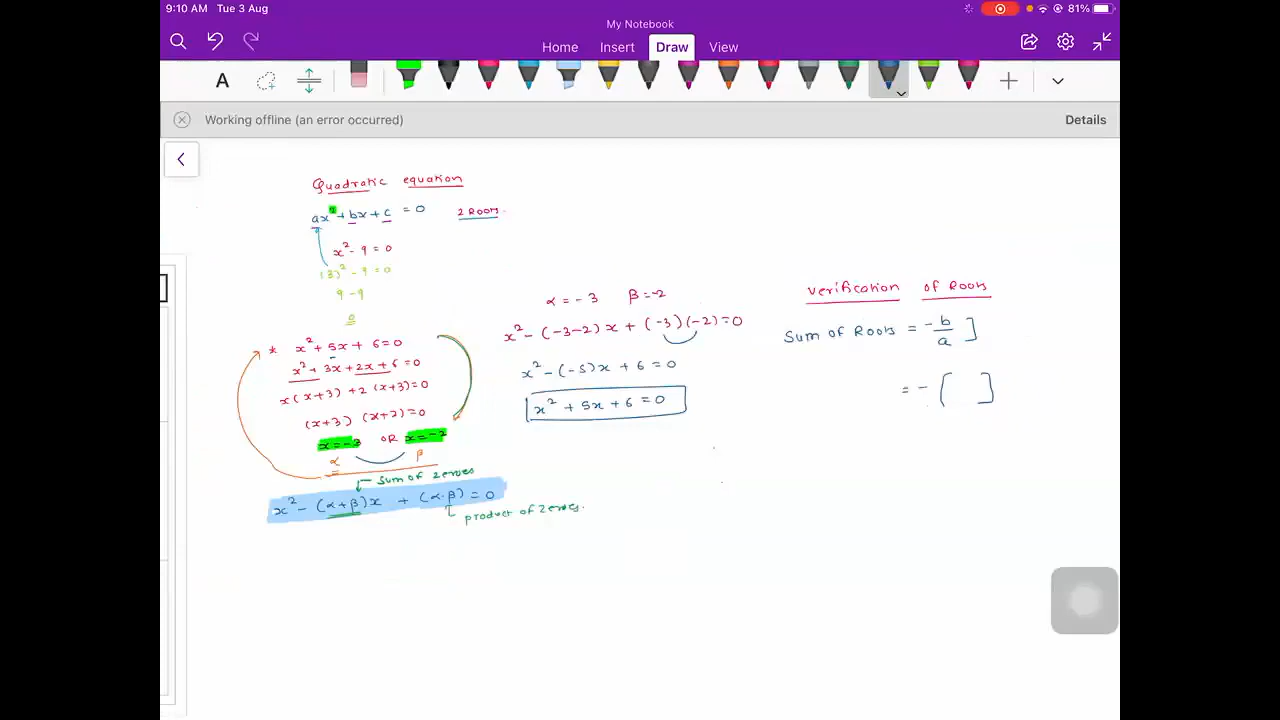 9:10 AM Tue 3 Aug
81%
My Notebook
Home Insert Draw View
A
Working offline (an error occurred)
Details
Quadratic equation
ax² + bx + c = 0 2 Roots.
x² - 9 = 0
(3)² - 9 = 0
9 - 9
0
* x² + 5x + 6 = 0
x² + 3x + 2x + 6 = 0
x (x+3) + 2 (x+3) = 0
(x+3) (x+2) = 0
x = -3 OR x = -2
α β
Sum of zeroes
x² - (α+β)x + (α·β) = 0
product of zeroes.
α = -3 β = -2
x² - (-3-2) x + (-3)(-2) = 0
x² - (-5)x + 6 = 0
x² + 5x + 6 = 0
Verification of Roots
Sum of Roots = -b/a ]
= - [ ]